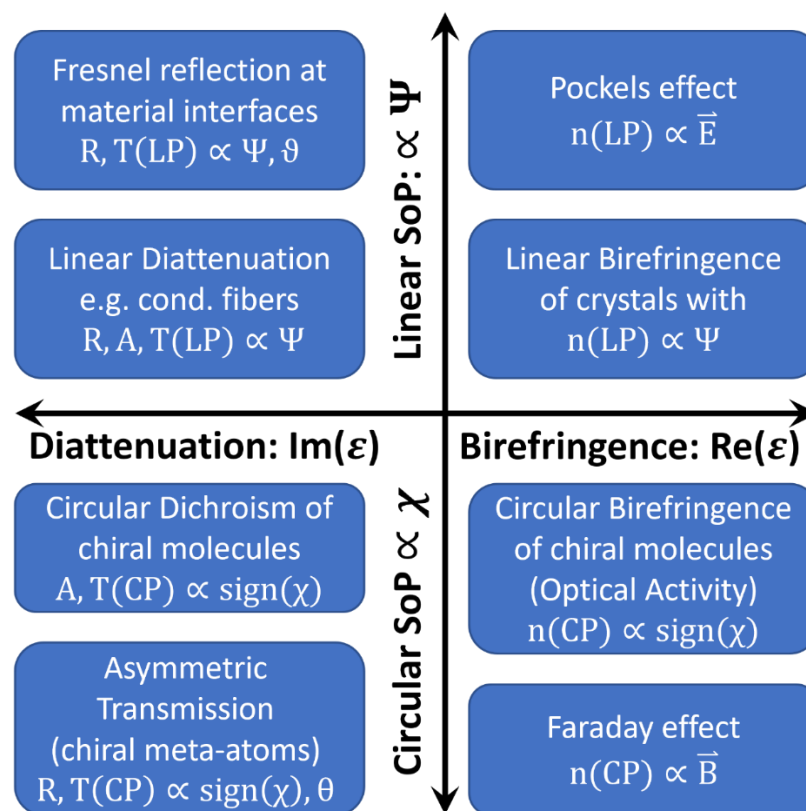 Fresnel reflection at
material interfaces
R, T(LP) ∝ Ψ, ϑ
Linear Diattenuation
e.g. cond. fibers
R, A, T(LP) ∝ Ψ
Linear SoP: ∝ Ψ
Pockels effect
n(LP) ∝ E⃗
Linear Birefringence
of crystals with
n(LP) ∝ Ψ
Diattenuation: Im(ε)
Birefringence: Re(ε)
Circular Dichroism of
chiral molecules
A, T(CP) ∝ sign(χ)
Asymmetric
Transmission
(chiral meta-atoms)
R, T(CP) ∝ sign(χ), θ
Circular SoP ∝ χ
Circular Birefringence
of chiral molecules
(Optical Activity)
n(CP) ∝ sign(χ)
Faraday effect
n(CP) ∝ B⃗